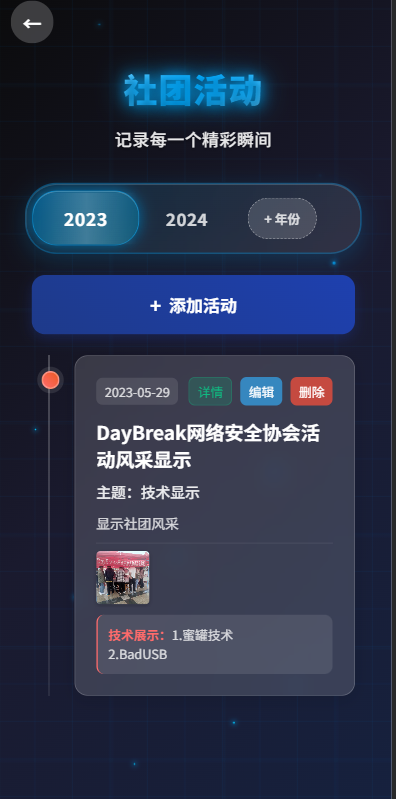 ←
社团活动
记录每一个精彩瞬间
2023 2024 + 年份
+ 添加活动
2023-05-29 详情 编辑 删除
DayBreak网络安全协会活
动风采显示
主题：技术显示
显示社团风采
技术展示：1.蜜罐技术
2.BadUSB